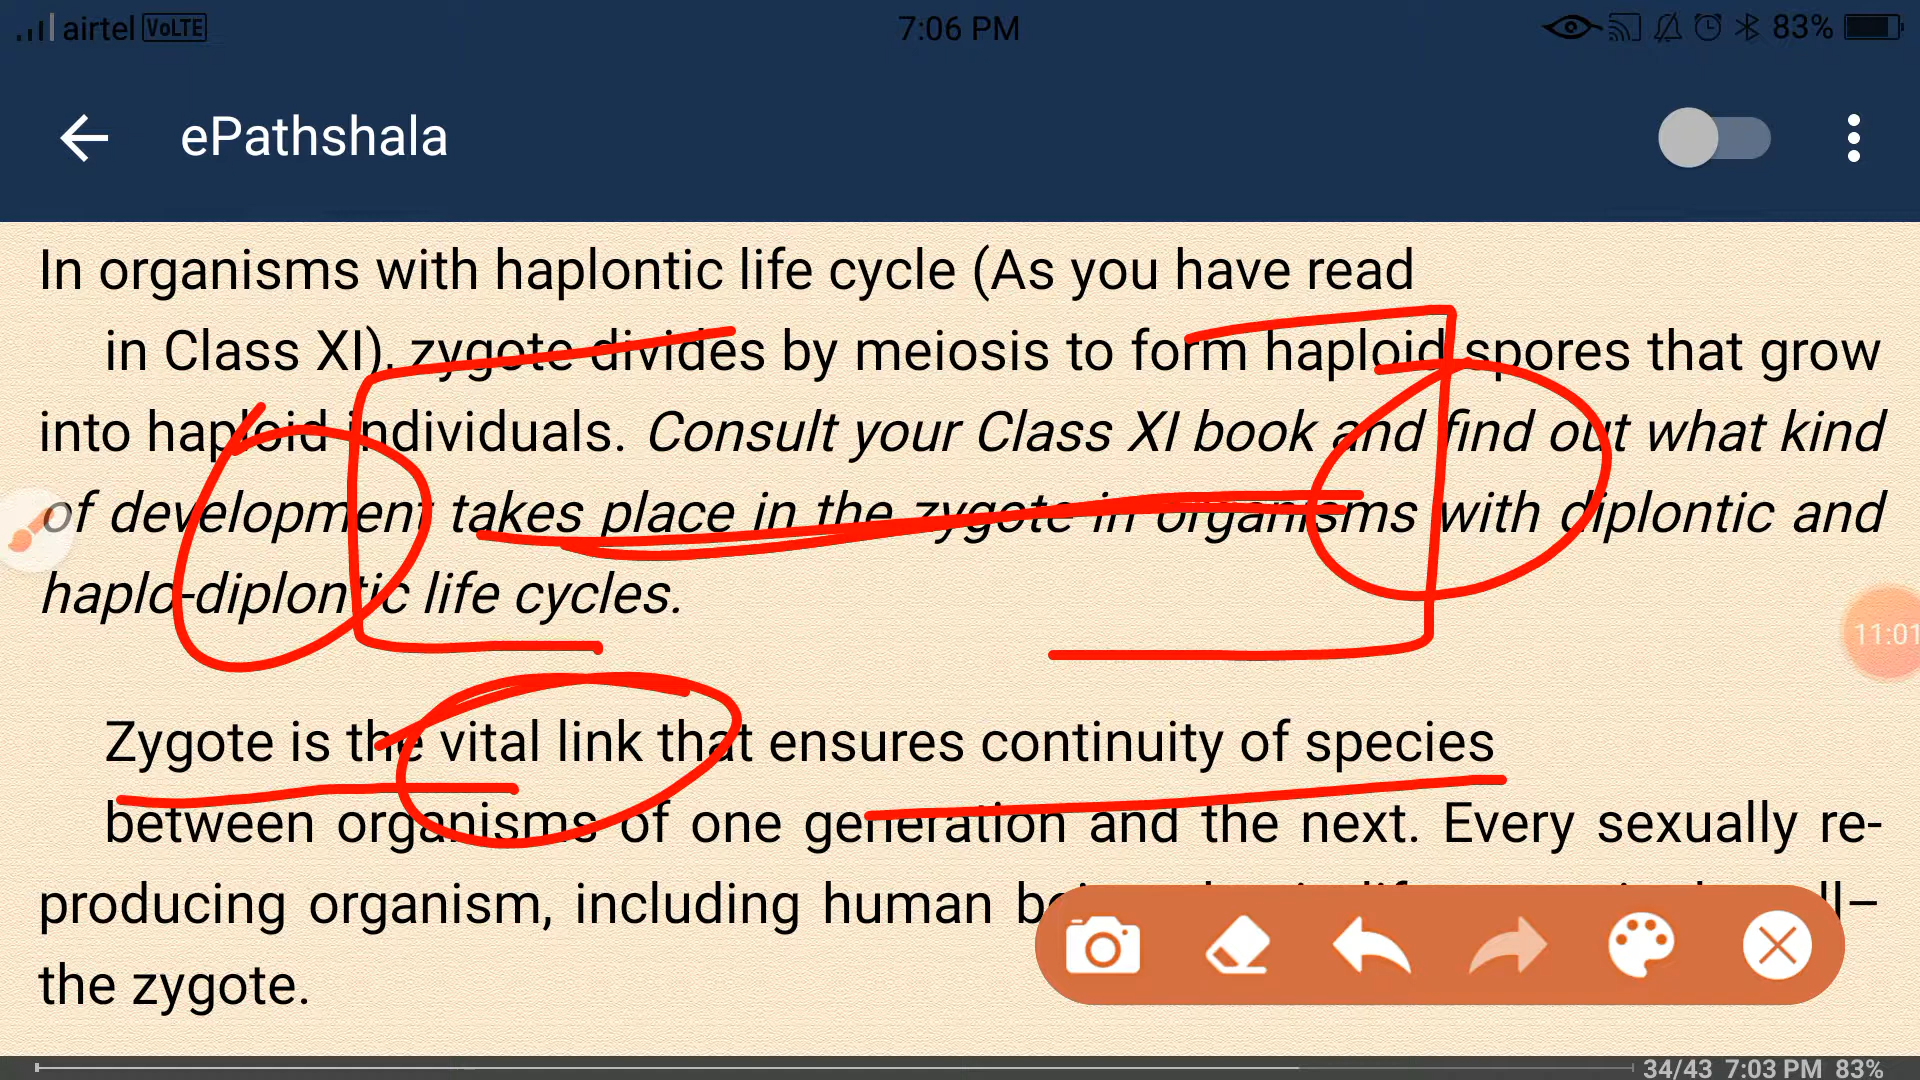 airtel VoLTE 7:06 PM 83%
ePathshala
In organisms with haplontic life cycle (As you have read
in Class XI), zygote divides by meiosis to form haploid spores that grow
into haploid individuals. Consult your Class XI book and find out what kind
of development takes place in the zygote in organisms with diplontic and
haplo-diplontic life cycles.
11:01
Zygote is the vital link that ensures continuity of species
between organisms of one generation and the next. Every sexually re-
producing organism, including human
the zygote.
34/43 7:03 PM 83%